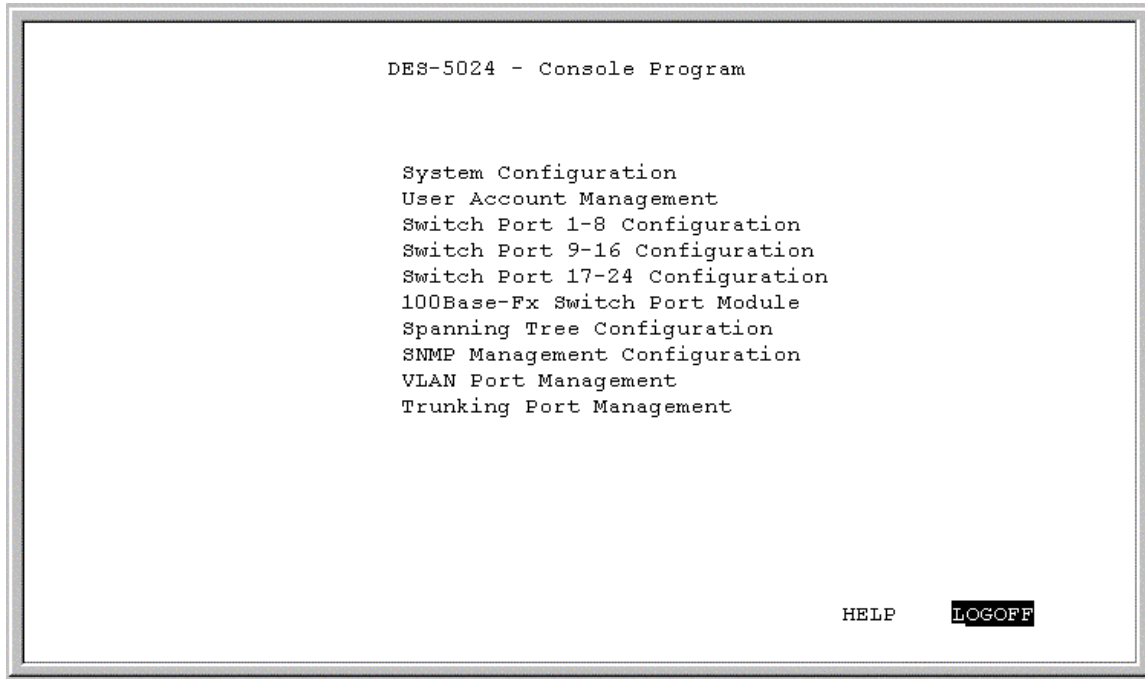 DES-5024 - Console Program
System Configuration
User Account Management
Switch Port 1-8 Configuration
Switch Port 9-16 Configuration
Switch Port 17-24 Configuration
100Base-Fx Switch Port Module
Spanning Tree Configuration
SNMP Management Configuration
VLAN Port Management
Trunking Port Management
HELP LOGOFF